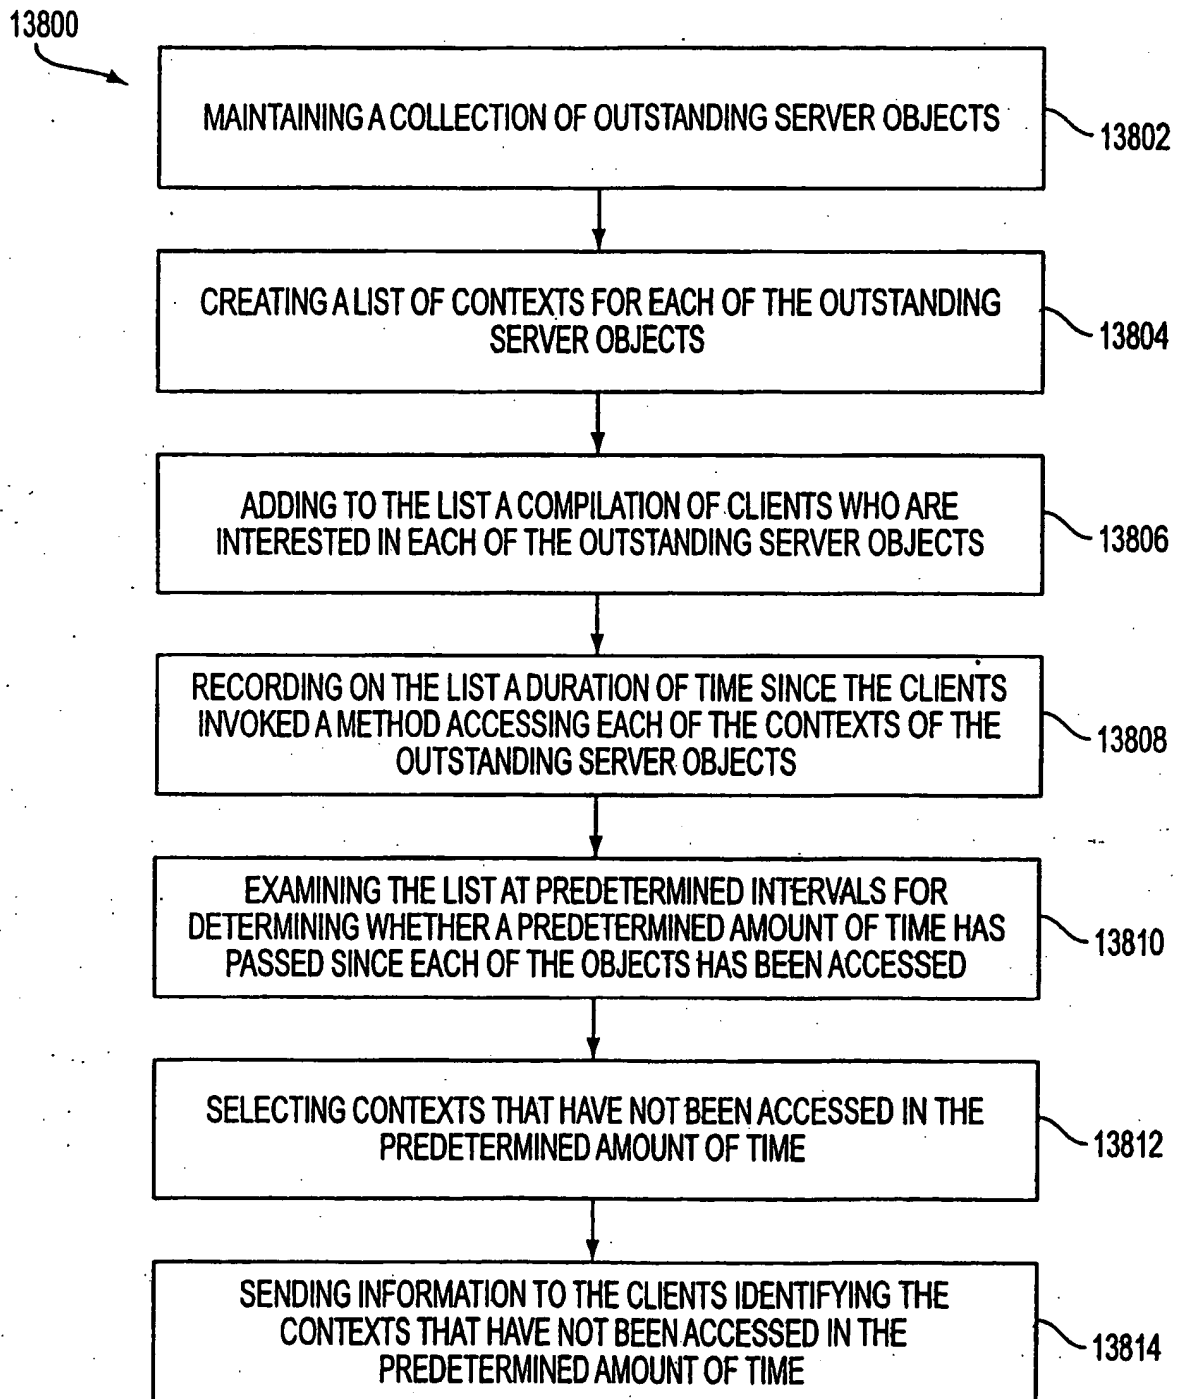 13800
MAINTAINING A COLLECTION OF OUTSTANDING SERVER OBJECTS
13802
CREATING A LIST OF CONTEXTS FOR EACH OF THE OUTSTANDING
SERVER OBJECTS
13804
ADDING TO THE LIST A COMPILATION OF CLIENTS WHO ARE
INTERESTED IN EACH OF THE OUTSTANDING SERVER OBJECTS
13806
RECORDING ON THE LIST A DURATION OF TIME SINCE THE CLIENTS
INVOKED A METHOD ACCESSING EACH OF THE CONTEXTS OF THE
OUTSTANDING SERVER OBJECTS
13808
EXAMINING THE LIST AT PREDETERMINED INTERVALS FOR
DETERMINING WHETHER A PREDETERMINED AMOUNT OF TIME HAS
PASSED SINCE EACH OF THE OBJECTS HAS BEEN ACCESSED
13810
SELECTING CONTEXTS THAT HAVE NOT BEEN ACCESSED IN THE
PREDETERMINED AMOUNT OF TIME
13812
SENDING INFORMATION TO THE CLIENTS IDENTIFYING THE
CONTEXTS THAT HAVE NOT BEEN ACCESSED IN THE
PREDETERMINED AMOUNT OF TIME
13814